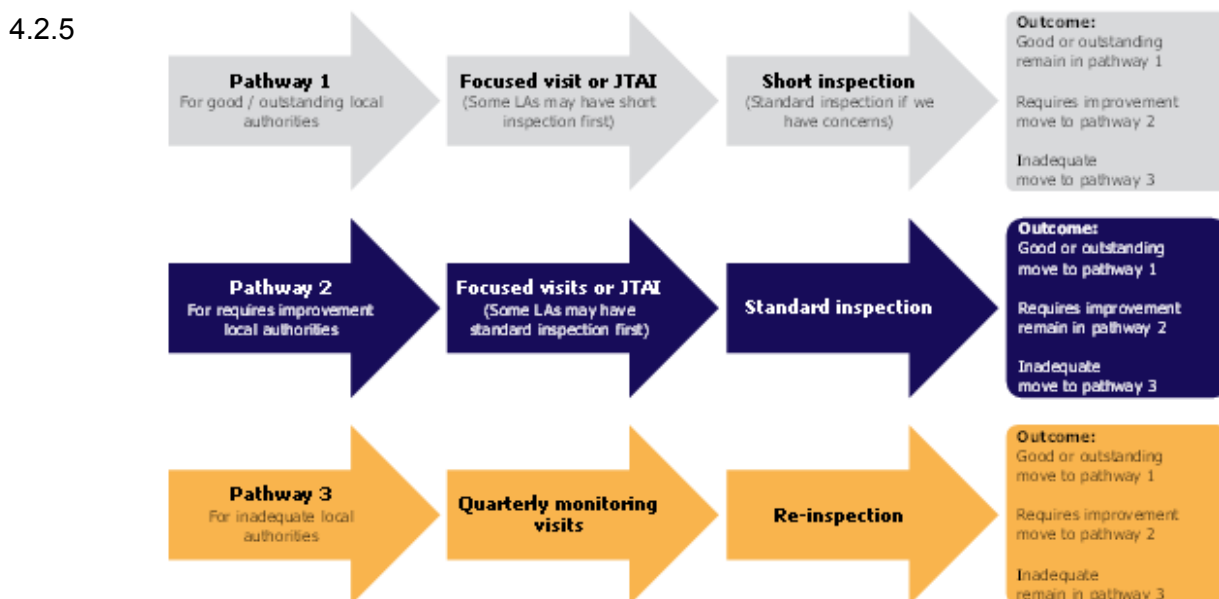 4.2.5
Pathway 1
For good / outstanding local
authorities
Focused visit or JTAI
(Some LAs may have short
inspection first)
Short inspection
(Standard inspection if we
have concerns)
Outcome:
Good or outstanding
remain in pathway 1
Requires improvement
move to pathway 2
Inadequate
move to pathway 3
Pathway 2
For requires improvement
local authorities
Focused visits or JTAI
(Some LAs may have
standard inspection first)
Standard inspection
Outcome:
Good or outstanding
move to pathway 1
Requires improvement
remain in pathway 2
Inadequate
move to pathway 3
Pathway 3
For inadequate local
authorities
Quarterly monitoring
visits
Re-inspection
Outcome:
Good or outstanding
move to pathway 1
Requires improvement
move to pathway 2
Inadequate
remain in pathway 3